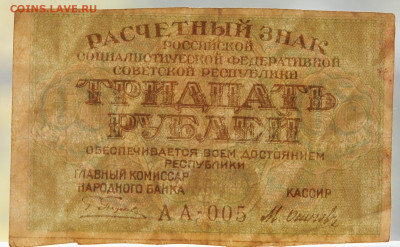 COINS.LAVE.RU
РАСЧЕТНЫЙ ЗНАК
РОССИЙСКОЙ
СОЦИАЛИСТИЧЕСКОЙ ФЕДЕРАТИВНОЙ
СОВЕТСКОЙ РЕСПУБЛИКИ
ТРИДЦАТЬ
РУБЛЕЙ
ОБЕСПЕЧИВАЕТСЯ ВСЕМ ДОСТОЯНИЕМ
РЕСПУБЛИКИ
ГЛАВНЫЙ КОМИССАР
НАРОДНОГО БАНКА
КАССИР
АА-005